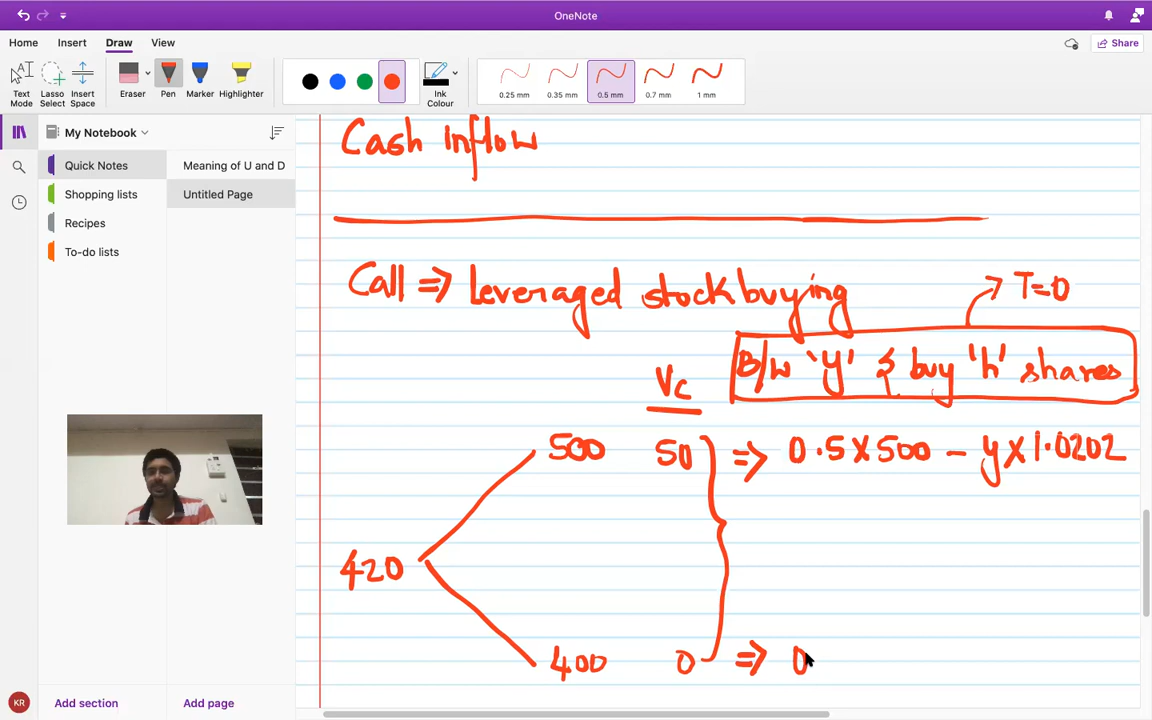 OneNote
Home Insert Draw View
Share
Text Mode
Lasso Select
Insert Space
Eraser
Pen
Marker
Highlighter
Ink Colour
0.25 mm
0.35 mm
0.5 mm
0.7 mm
1 mm
My Notebook
Quick Notes
Shopping lists
Recipes
To-do lists
Meaning of U and D
Untitled Page
Cash inflow
Call => Leveraged stock buying
T=0
B/w 'y' & buy 'h' shares
Vc
500 50 => 0.5 X 500 - y X 1.0202
420
400 0 => 0
KR
Add section
Add page